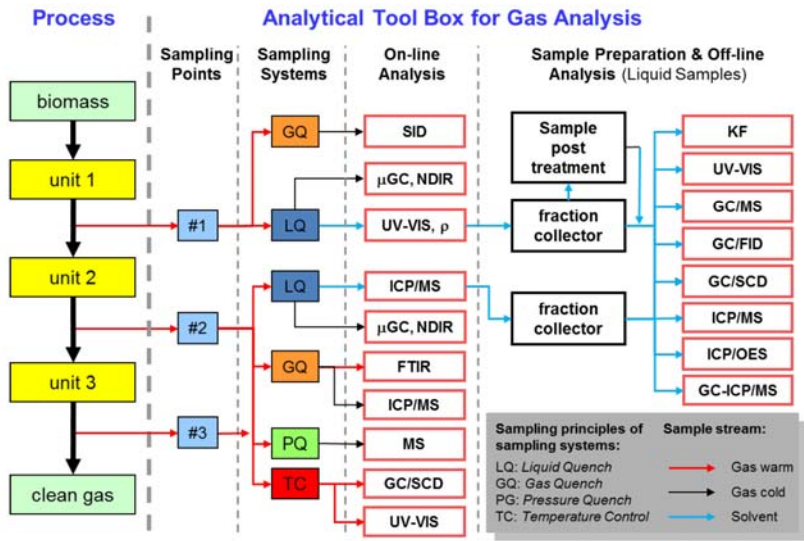 Process
Analytical Tool Box for Gas Analysis
Sampling
Points
Sampling
Systems
On-line
Analysis
Sample Preparation & Off-line
Analysis (Liquid Samples)
biomass
unit 1
unit 2
unit 3
clean gas
#1
#2
#3
GQ
LQ
LQ
GQ
PQ
TC
SID
μGC, NDIR
UV-VIS, ρ
ICP/MS
μGC, NDIR
FTIR
ICP/MS
MS
GC/SCD
UV-VIS
Sample
post
treatment
fraction
collector
fraction
collector
KF
UV-VIS
GC/MS
GC/FID
GC/SCD
ICP/MS
ICP/OES
GC-ICP/MS
Sampling principles of
sampling systems:
LQ: Liquid Quench
GQ: Gas Quench
PG: Pressure Quench
TC: Temperature Control
Sample stream:
Gas warm
Gas cold
Solvent